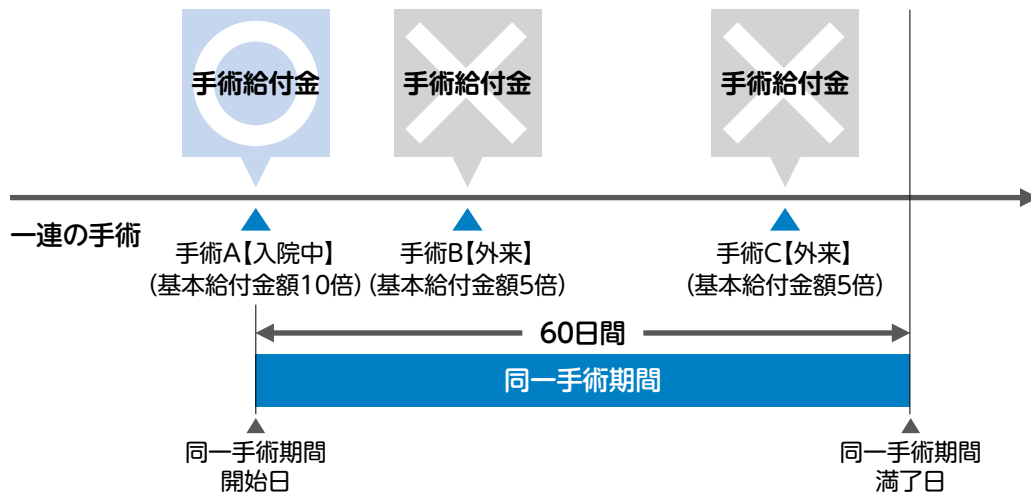 手術給付金
手術給付金
手術給付金
一連の手術
手術A【入院中】
(基本給付金額10倍)
手術B【外来】
(基本給付金額5倍)
手術C【外来】
(基本給付金額5倍)
60日間
同一手術期間
同一手術期間
開始日
同一手術期間
満了日